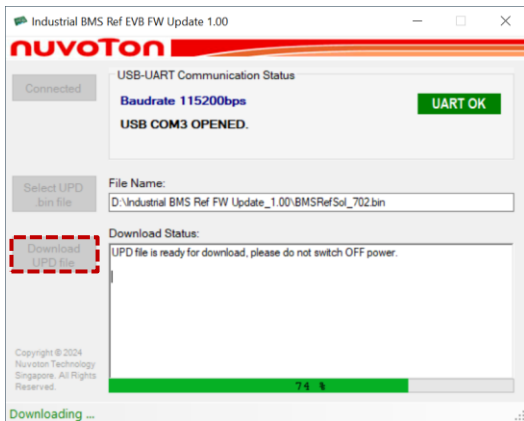 Industrial BMS Ref EVB FW Update 1.00
nuvoTon
Connected
USB-UART Communication Status
Baudrate 115200bps
UART OK
USB COM3 OPENED.
Select UPD
.bin file
File Name:
D:\Industrial BMS Ref FW Update_1.00\BMSRefSol_702.bin
Download
UPD file
Download Status:
UPD file is ready for download, please do not switch OFF power.
Copyright © 2024
Nuvoton Technology
Singapore. All Rights
Reserved.
74 %
Downloading ...